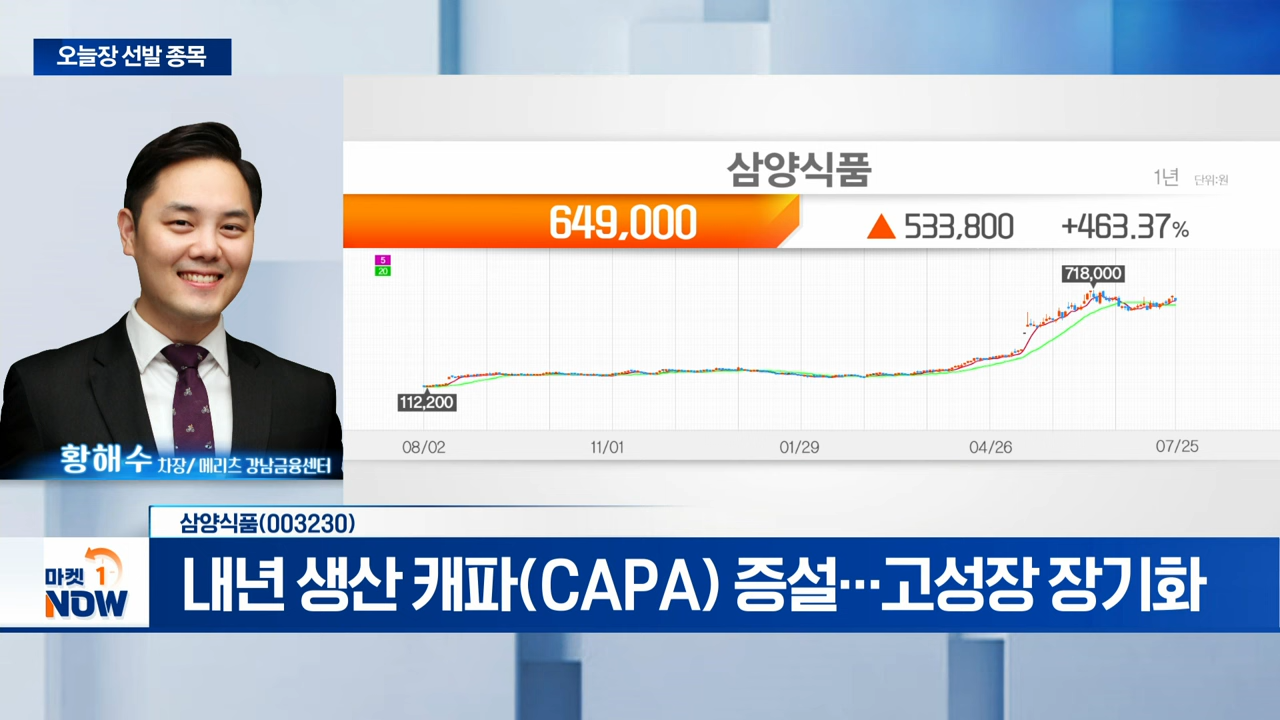 오늘장 선발 종목
삼양식품
1년 단위:원
649,000 ▲ 533,800 +463.37%
5
20
718,000
112,200
08/02 11/01 01/29 04/26 07/25
황해수 차장/ 메리츠 강남금융센터
삼양식품(003230)
마켓 1
NOW
내년 생산 캐파(CAPA) 증설…고성장 장기화